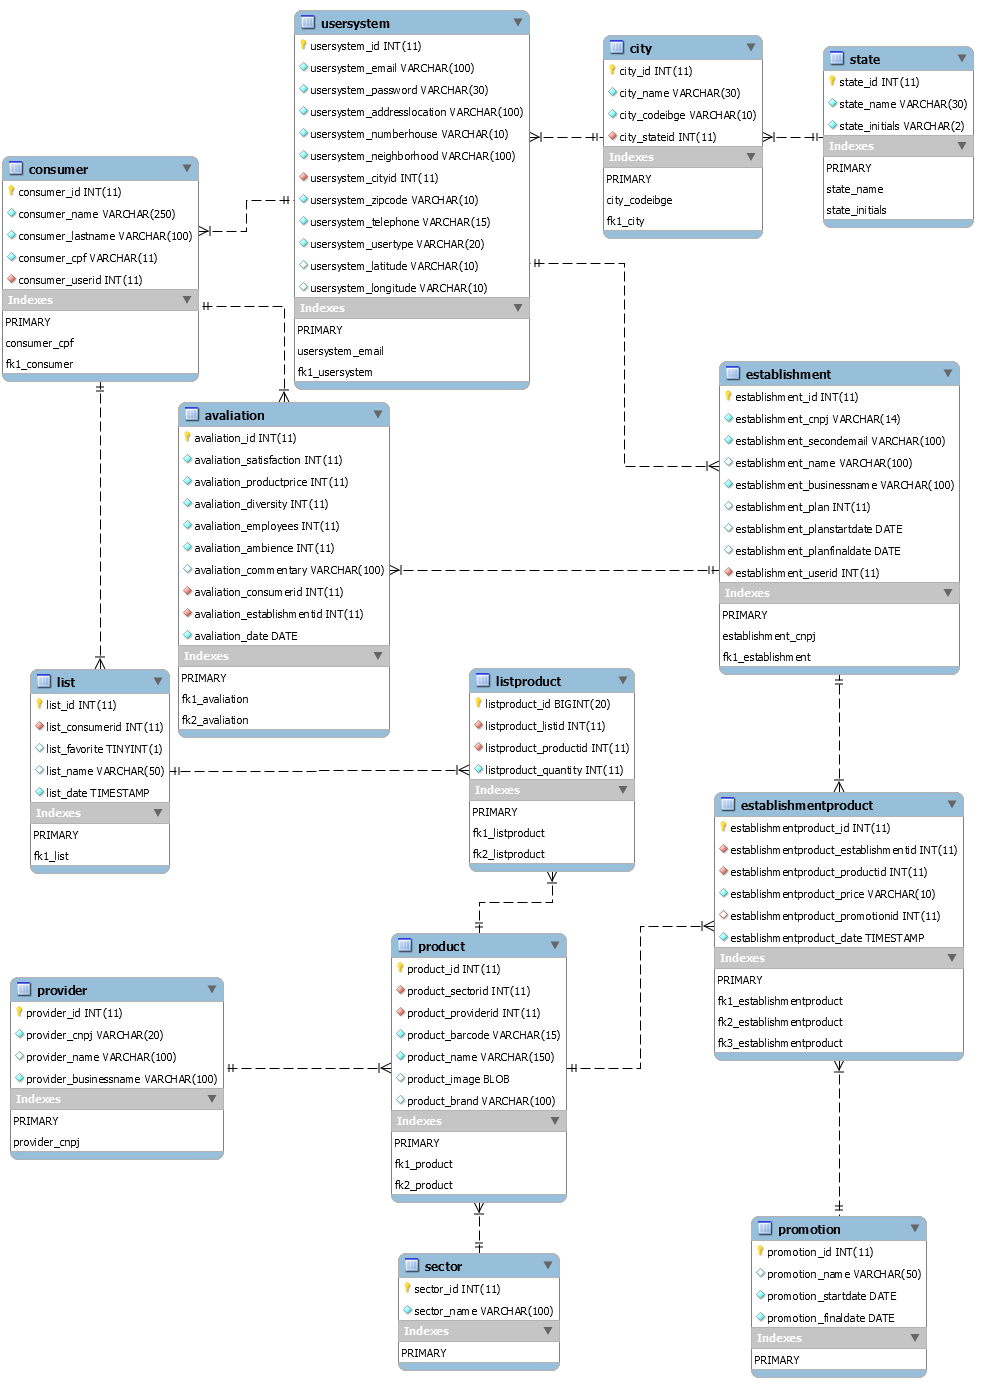 usersystem
usersystem_id INT(11)
usersystem_email VARCHAR(100)
usersystem_password VARCHAR(30)
usersystem_addresslocation VARCHAR(100)
usersystem_numberhouse VARCHAR(10)
usersystem_neighborhood VARCHAR(100)
usersystem_cityid INT(11)
usersystem_zipcode VARCHAR(10)
usersystem_telephone VARCHAR(15)
usersystem_usertype VARCHAR(20)
usersystem_latitude VARCHAR(10)
usersystem_longitude VARCHAR(10)
Indexes
PRIMARY
usersystem_email
fk1_usersystem
city
city_id INT(11)
city_name VARCHAR(30)
city_codeibge VARCHAR(10)
city_stateid INT(11)
Indexes
PRIMARY
city_codeibge
fk1_city
state
state_id INT(11)
state_name VARCHAR(30)
state_initials VARCHAR(2)
Indexes
PRIMARY
state_name
state_initials
consumer
consumer_id INT(11)
consumer_name VARCHAR(250)
consumer_lastname VARCHAR(100)
consumer_cpf VARCHAR(11)
consumer_userid INT(11)
Indexes
PRIMARY
consumer_cpf
fk1_consumer
establishment
establishment_id INT(11)
establishment_cnpj VARCHAR(14)
establishment_secondemail VARCHAR(100)
establishment_name VARCHAR(100)
establishment_businessname VARCHAR(100)
establishment_plan INT(11)
establishment_planstartdate DATE
establishment_planfinaldate DATE
establishment_userid INT(11)
Indexes
PRIMARY
establishment_cnpj
fk1_establishment
avaliation
avaliation_id INT(11)
avaliation_satisfaction INT(11)
avaliation_productprice INT(11)
avaliation_diversity INT(11)
avaliation_employees INT(11)
avaliation_ambience INT(11)
avaliation_commentary VARCHAR(100)
avaliation_consumerid INT(11)
avaliation_establishmentid INT(11)
avaliation_date DATE
Indexes
PRIMARY
fk1_avaliation
fk2_avaliation
list
list_id INT(11)
list_consumerid INT(11)
list_favorite TINYINT(1)
list_name VARCHAR(50)
list_date TIMESTAMP
Indexes
PRIMARY
fk1_list
listproduct
listproduct_id BIGINT(20)
listproduct_listid INT(11)
listproduct_productid INT(11)
listproduct_quantity INT(11)
Indexes
PRIMARY
fk1_listproduct
fk2_listproduct
establishmentproduct
establishmentproduct_id INT(11)
establishmentproduct_establishmentid INT(11)
establishmentproduct_productid INT(11)
establishmentproduct_price VARCHAR(10)
establishmentproduct_promotionid INT(11)
establishmentproduct_date TIMESTAMP
Indexes
PRIMARY
fk1_establishmentproduct
fk2_establishmentproduct
fk3_establishmentproduct
product
product_id INT(11)
product_sectorid INT(11)
product_providerid INT(11)
product_barcode VARCHAR(15)
product_name VARCHAR(150)
product_image BLOB
product_brand VARCHAR(100)
Indexes
PRIMARY
fk1_product
fk2_product
provider
provider_id INT(11)
provider_cnpj VARCHAR(20)
provider_name VARCHAR(100)
provider_businessname VARCHAR(100)
Indexes
PRIMARY
provider_cnpj
sector
sector_id INT(11)
sector_name VARCHAR(100)
Indexes
PRIMARY
promotion
promotion_id INT(11)
promotion_name VARCHAR(50)
promotion_startdate DATE
promotion_finaldate DATE
Indexes
PRIMARY